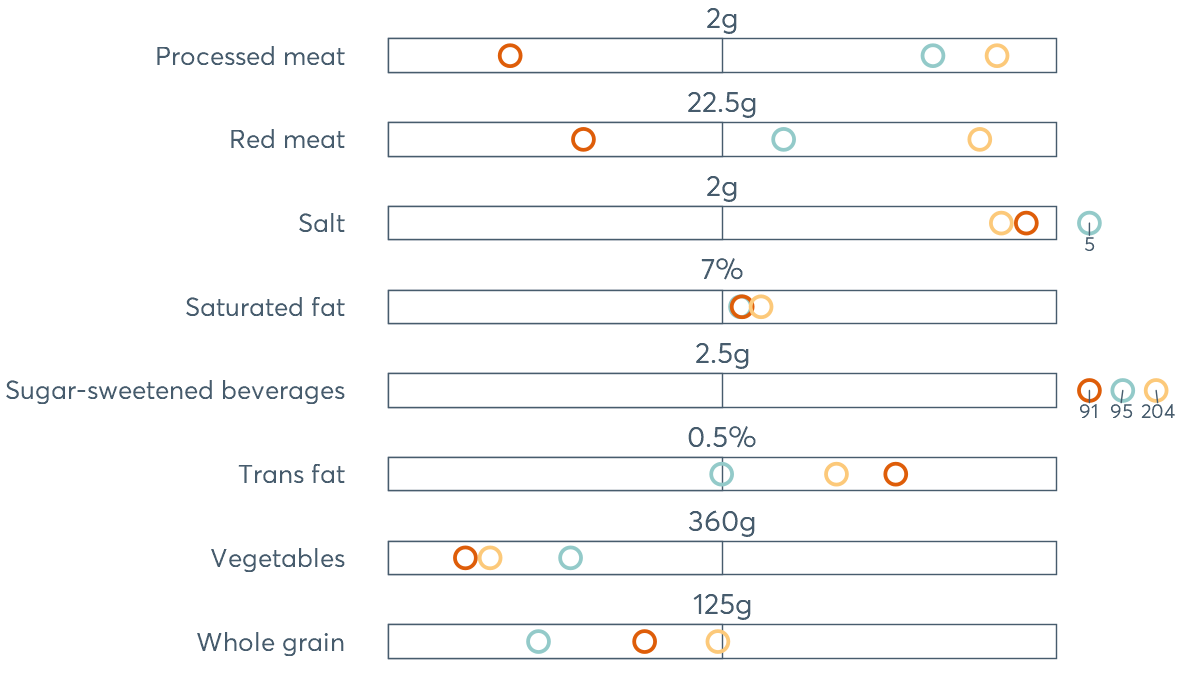 2g
Processed meat
22.5g
Red meat
2g
Salt
5
7%
Saturated fat
2.5g
Sugar-sweetened beverages
91 95 204
0.5%
Trans fat
360g
Vegetables
125g
Whole grain